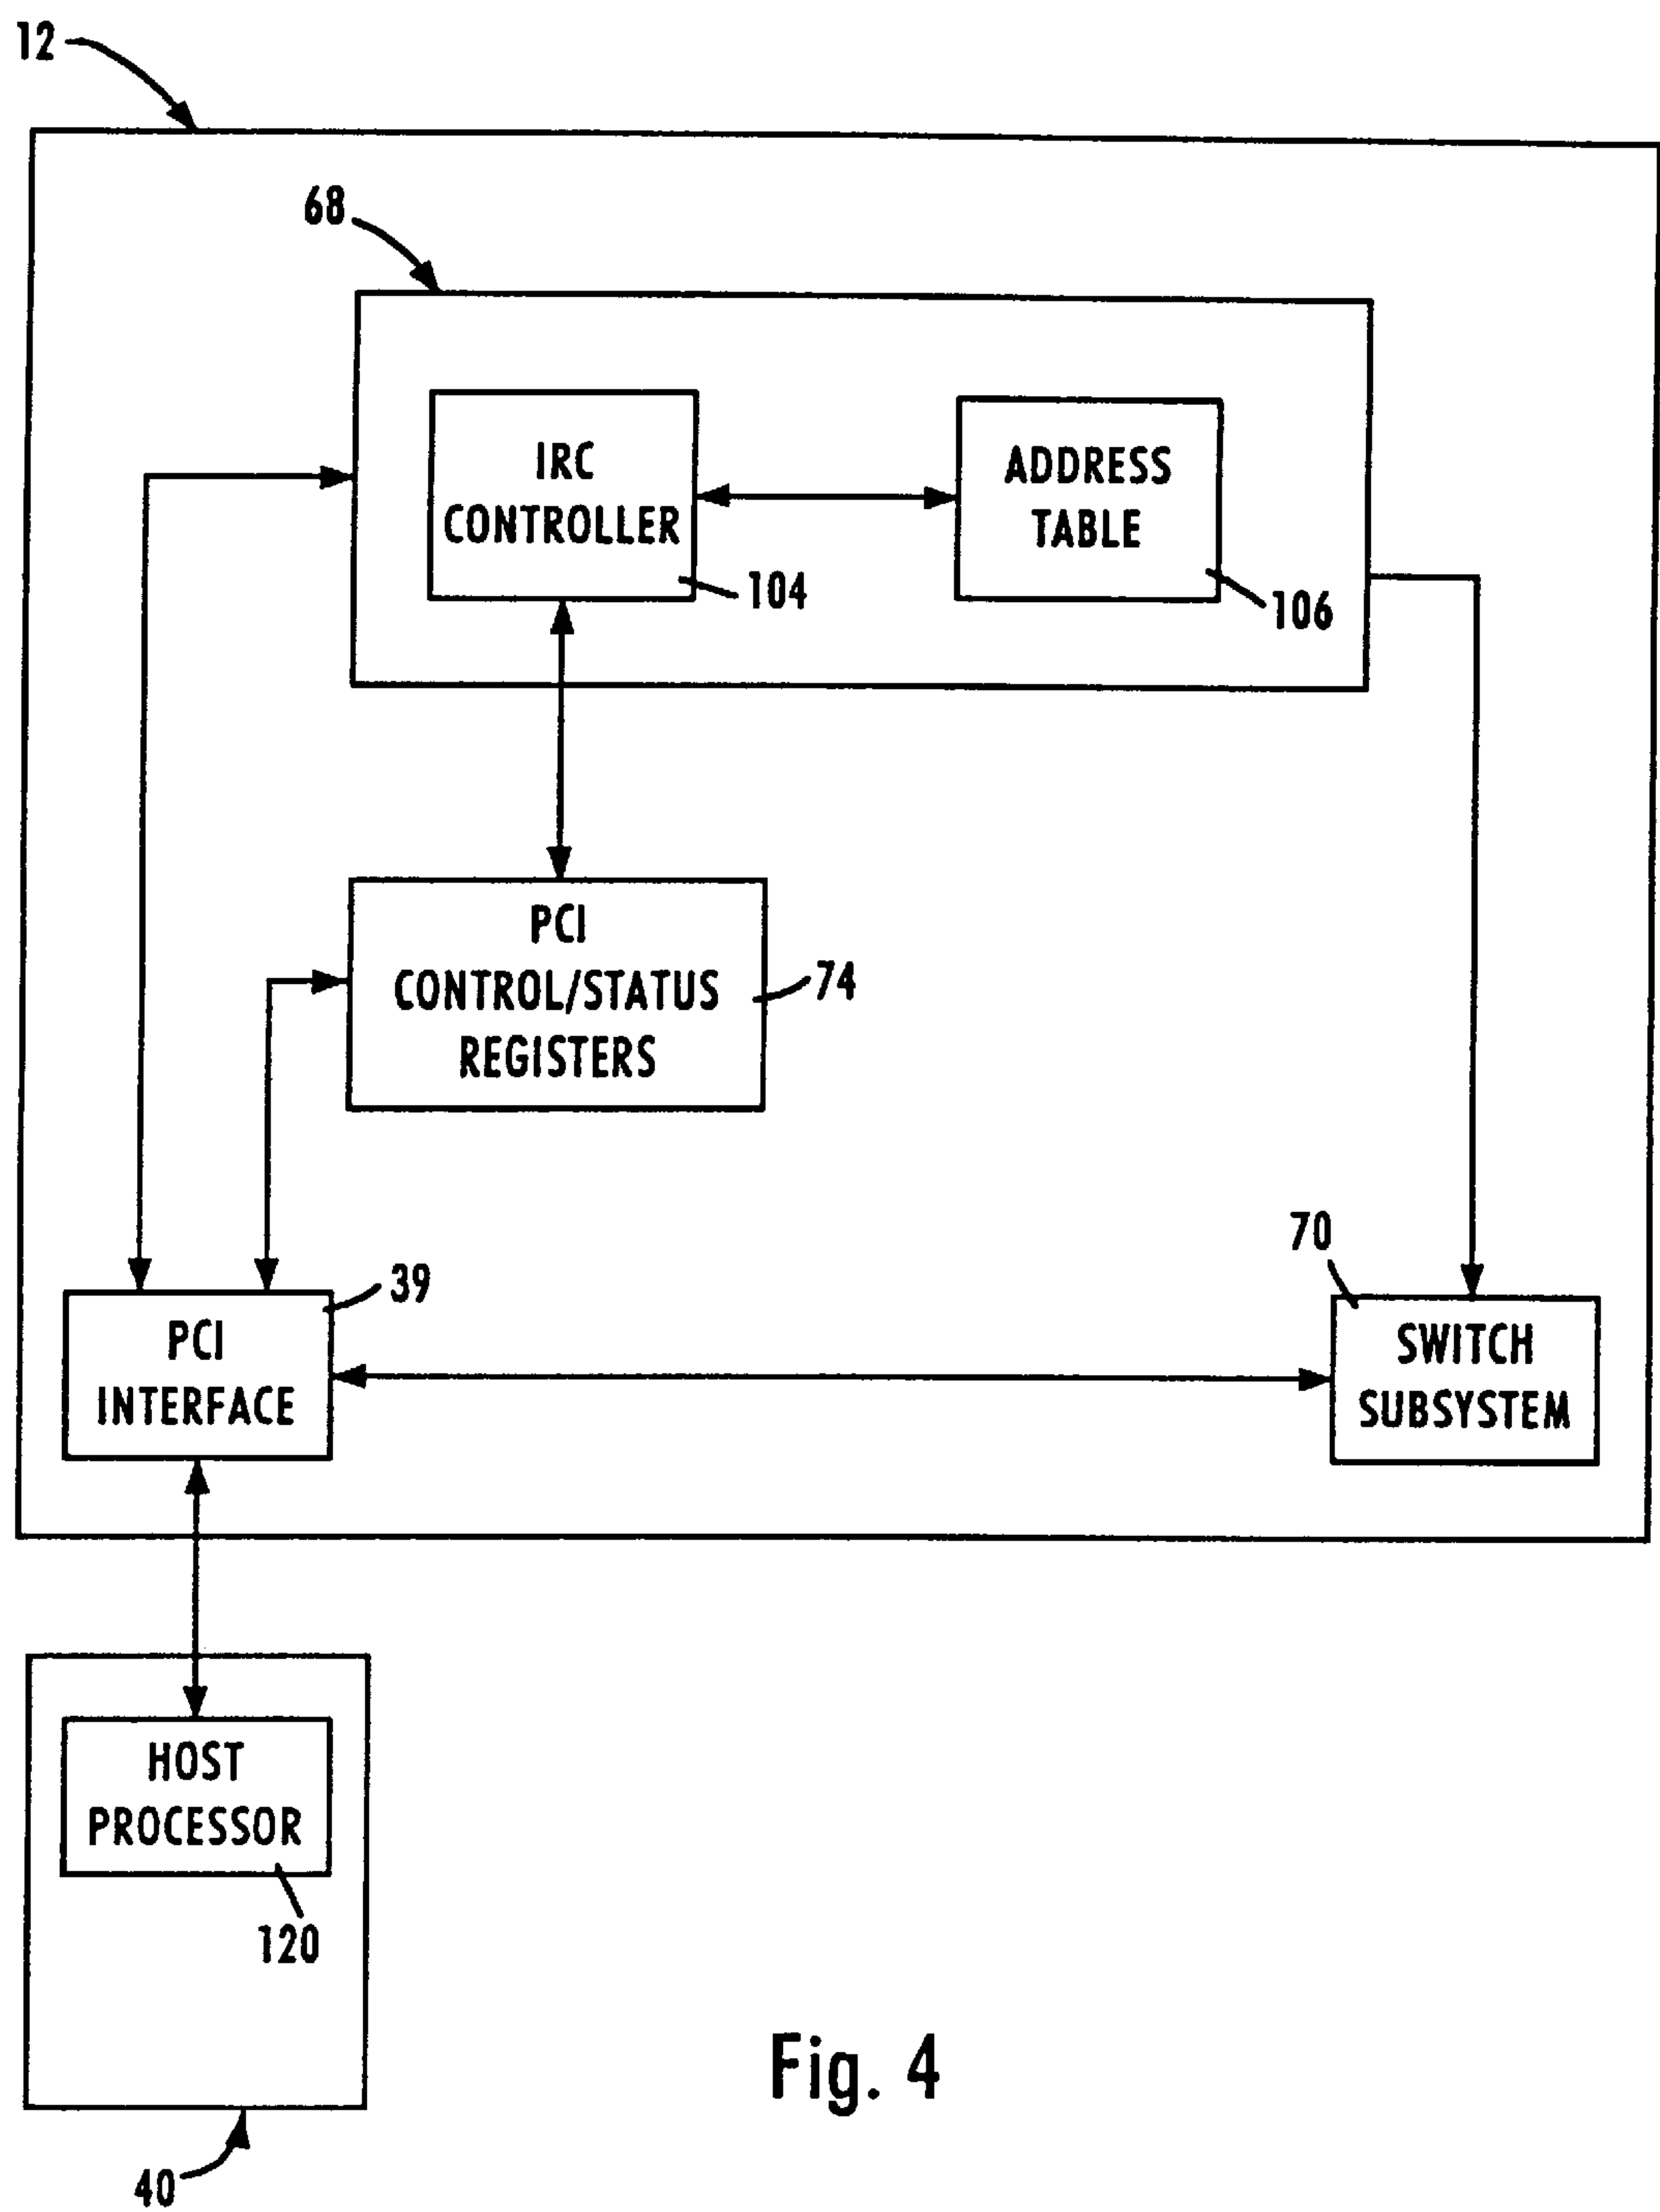 12
68
IRC
CONTROLLER
104
ADDRESS
TABLE
106
PCI
CONTROL/STATUS
REGISTERS
74
39
PCI
INTERFACE
70
SWITCH
SUBSYSTEM
HOST
PROCESSOR
120
40
Fig. 4